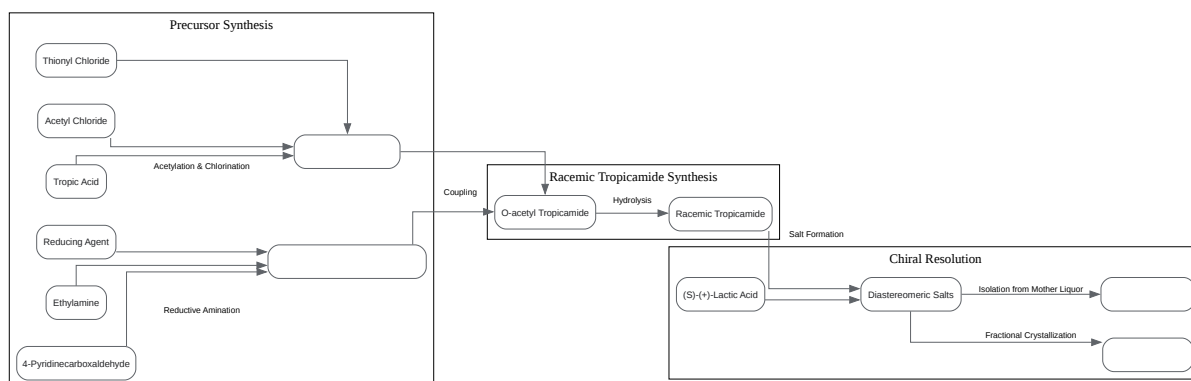 Precursor Synthesis
Thionyl Chloride
Acetyl Chloride
Acetylation & Chlorination
Tropic Acid
Reducing Agent
Ethylamine
Reductive Amination
4-Pyridinecarboxaldehyde
Coupling
Racemic Tropicamide Synthesis
O-acetyl Tropicamide
Hydrolysis
Racemic Tropicamide
Salt Formation
Chiral Resolution
(S)-(+)-Lactic Acid
Diastereomeric Salts
Isolation from Mother Liquor
Fractional Crystallization